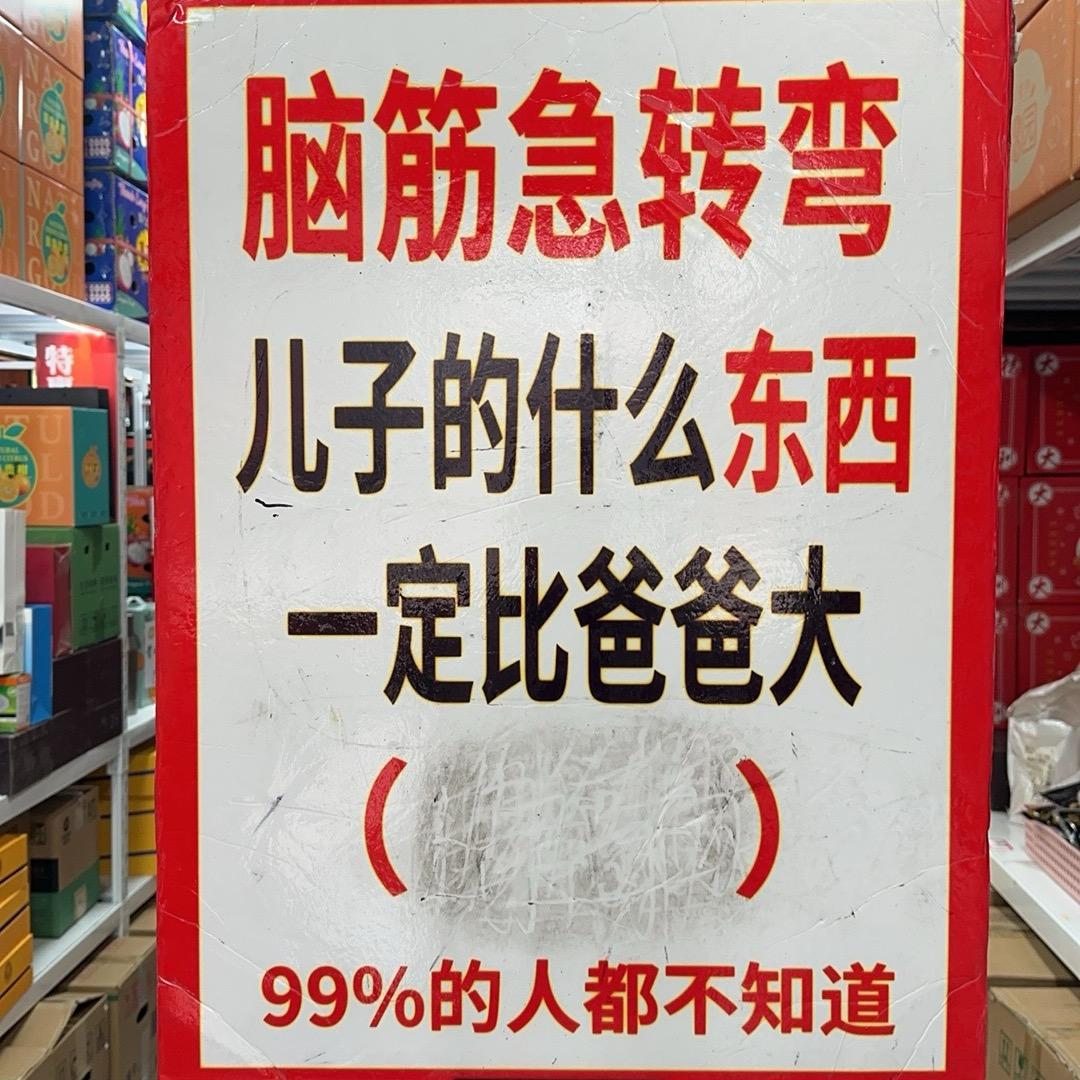 脑筋急转弯
儿子的什么东西
一定比爸爸大
（ ）
99%的人都不知道
特